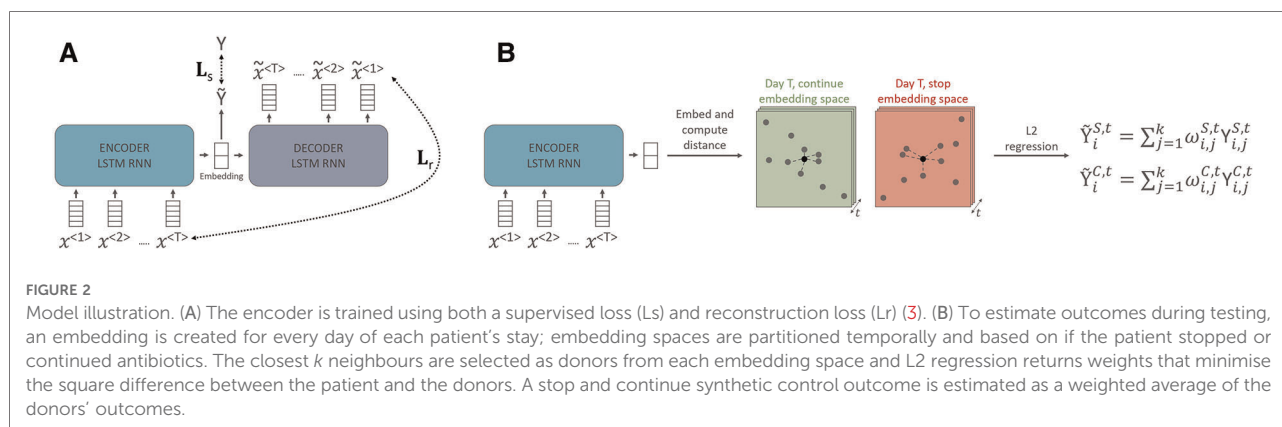 A
Y
L_s
Ỹ
x̃^<T> ..... x̃^<2> x̃^<1>
ENCODER
LSTM RNN
Embedding
DECODER
LSTM RNN
L_r
x^<1> x^<2> ..... x^<T>
B
ENCODER
LSTM RNN
x^<1> x^<2> ..... x^<T>
Embed and
compute
distance
Day T, continue
embedding space
t
Day T, stop
embedding space
t
L2
regression
Ỹ_i^{S,t} = ∑_{j=1}^k ω_{i,j}^{S,t} Y_{i,j}^{S,t}
Ỹ_i^{C,t} = ∑_{j=1}^k ω_{i,j}^{C,t} Y_{i,j}^{C,t}
FIGURE 2
Model illustration. (A) The encoder is trained using both a supervised loss (Ls) and reconstruction loss (Lr) (3). (B) To estimate outcomes during testing,
an embedding is created for every day of each patient's stay; embedding spaces are partitioned temporally and based on if the patient stopped or
continued antibiotics. The closest k neighbours are selected as donors from each embedding space and L2 regression returns weights that minimise
the square difference between the patient and the donors. A stop and continue synthetic control outcome is estimated as a weighted average of the
donors' outcomes.